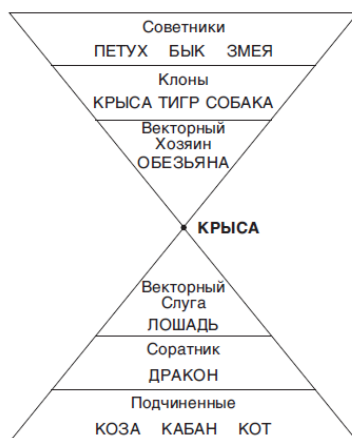 Советники
ПЕТУХ БЫК ЗМЕЯ
Клоны
КРЫСА ТИГР СОБАКА
Векторный
Хозяин
ОБЕЗЬЯНА
КРЫСА
Векторный
Слуга
ЛОШАДЬ
Соратник
ДРАКОН
Подчиненные
КОЗА КАБАН КОТ